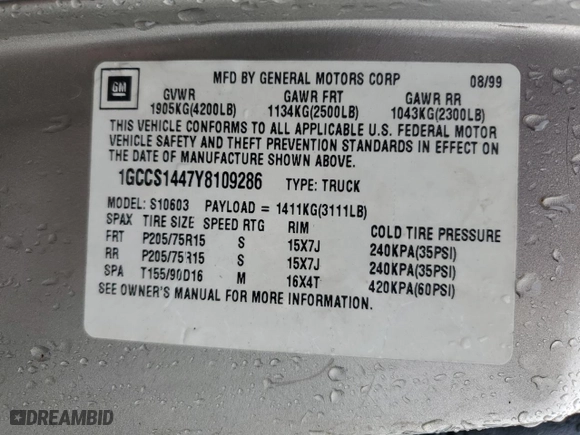 GM
MFD BY GENERAL MOTORS CORP 08/99
GVWR GAWR FRT GAWR RR
1905KG(4200LB) 1134KG(2500LB) 1043KG(2300LB)
THIS VEHICLE CONFORMS TO ALL APPLICABLE U.S. FEDERAL MOTOR
VEHICLE SAFETY AND THEFT PREVENTION STANDARDS IN EFFECT ON
THE DATE OF MANUFACTURE SHOWN ABOVE.
1GCCS1447Y8109286 TYPE: TRUCK
MODEL: S10603 PAYLOAD = 1411KG(3111LB)
SPAX TIRE SIZE SPEED RTG RIM COLD TIRE PRESSURE
FRT P205/75R15 S 15X7J 240KPA(35PSI)
RR P205/75R15 S 15X7J 240KPA(35PSI)
SPA T155/90D16 M 16X4T 420KPA(60PSI)
SEE OWNER'S MANUAL FOR MORE INFORMATION.
DREAMBID